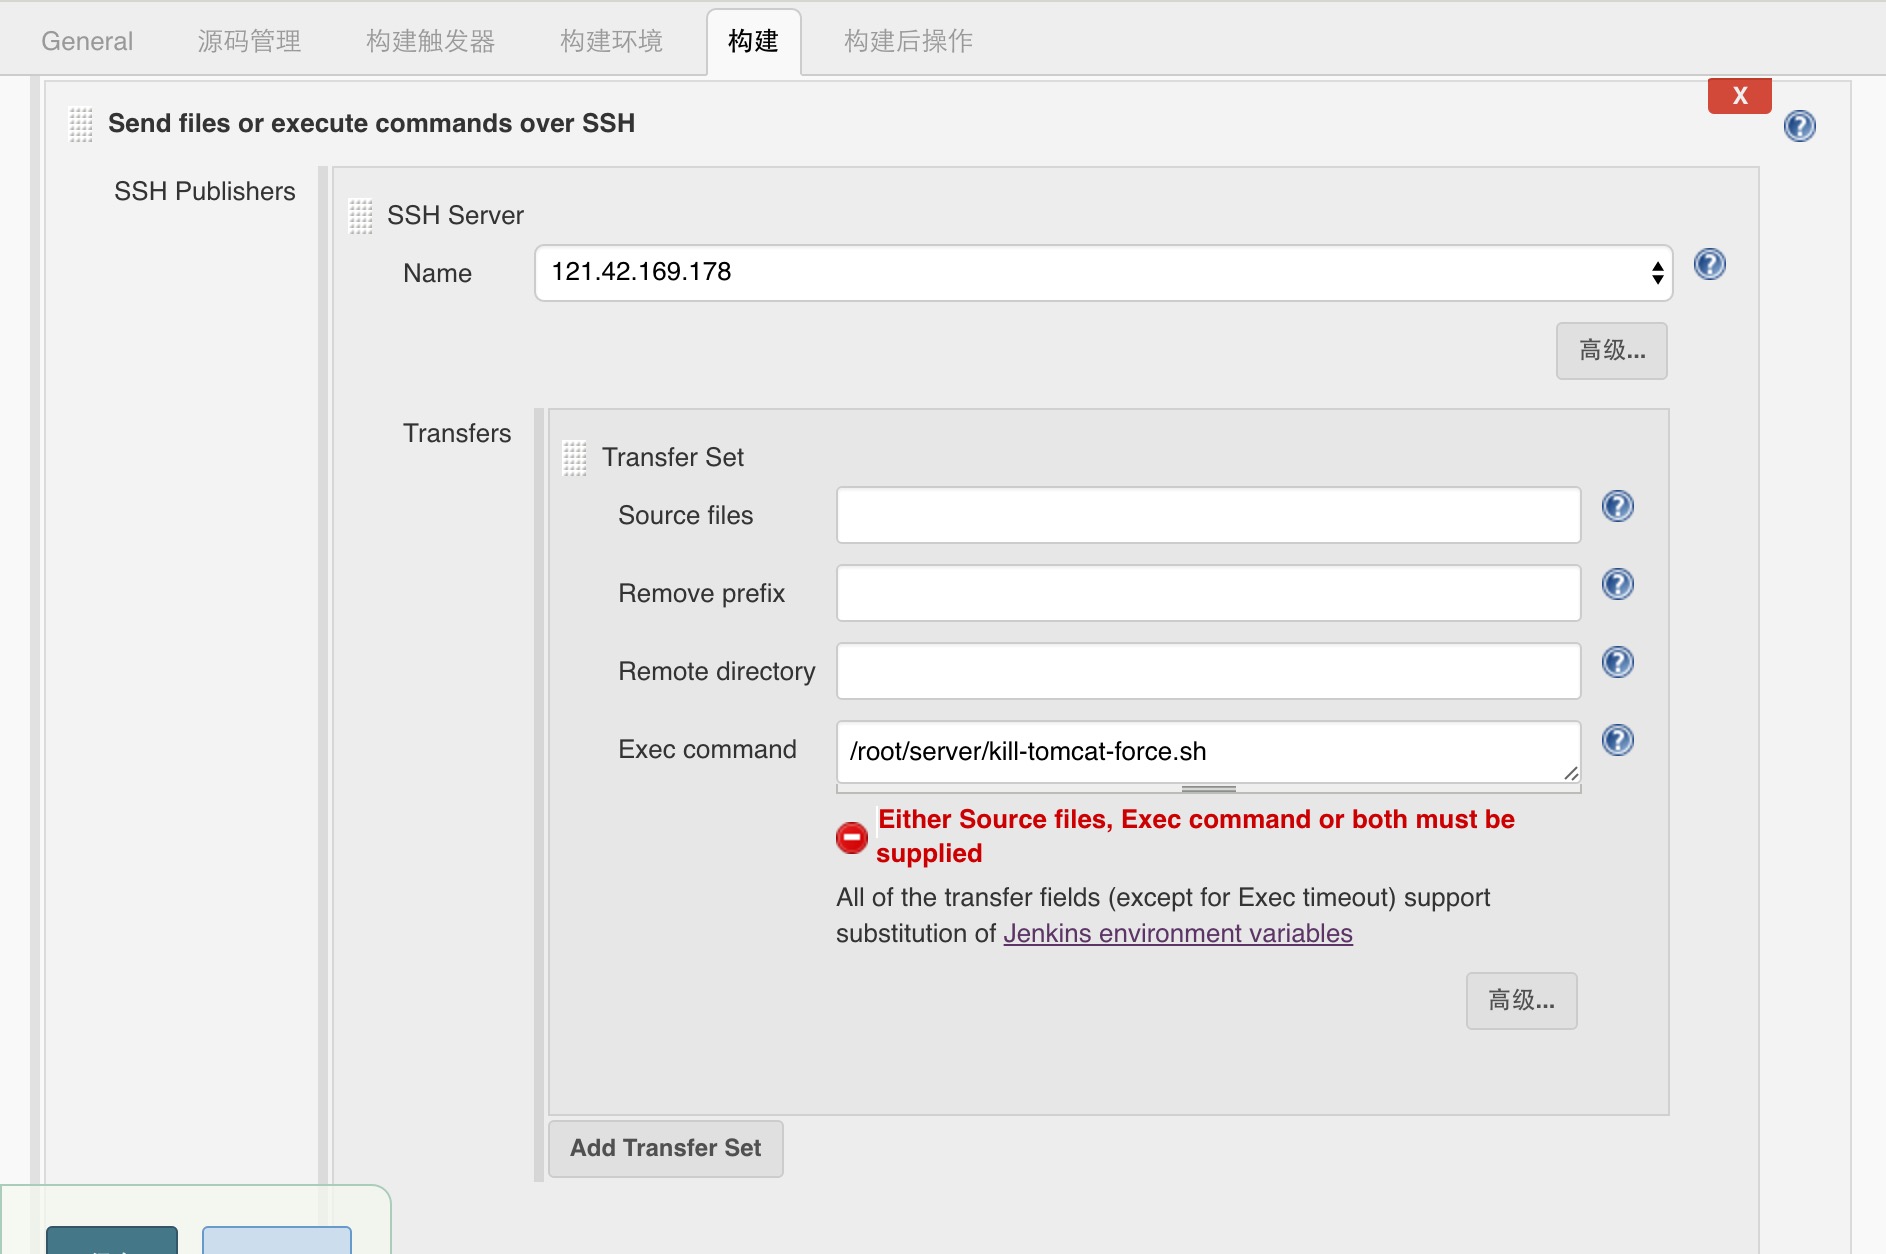 General 源码管理 构建触发器 构建环境 构建 构建后操作
X
Send files or execute commands over SSH
SSH Publishers
SSH Server
Name 121.42.169.178
高级...
Transfers
Transfer Set
Source files
Remove prefix
Remote directory
Exec command /root/server/kill-tomcat-force.sh
Either Source files, Exec command or both must be
supplied
All of the transfer fields (except for Exec timeout) support
substitution of Jenkins environment variables
高级...
Add Transfer Set